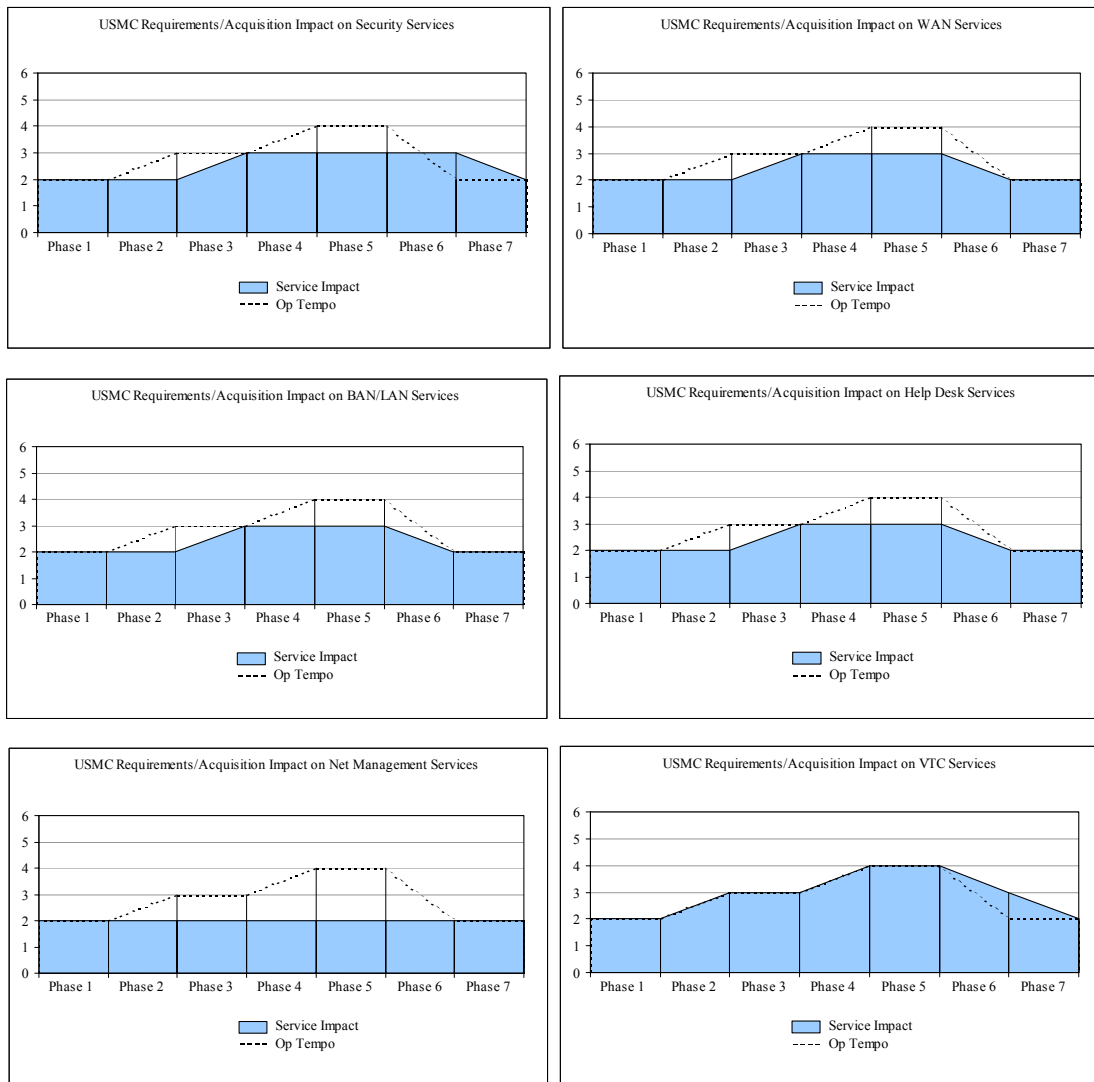 USMC Requirements/Acquisition Impact on Security Services
6
5
4
3
2
1
0
Phase 1 Phase 2 Phase 3 Phase 4 Phase 5 Phase 6 Phase 7
Service Impact
Op Tempo
USMC Requirements/Acquisition Impact on WAN Services
6
5
4
3
2
1
0
Phase 1 Phase 2 Phase 3 Phase 4 Phase 5 Phase 6 Phase 7
Service Impact
Op Tempo
USMC Requirements/Acquisition Impact on BAN/LAN Services
6
5
4
3
2
1
0
Phase 1 Phase 2 Phase 3 Phase 4 Phase 5 Phase 6 Phase 7
Service Impact
Op Tempo
USMC Requirements/Acquisition Impact on Help Desk Services
6
5
4
3
2
1
0
Phase 1 Phase 2 Phase 3 Phase 4 Phase 5 Phase 6 Phase 7
Service Impact
Op Tempo
USMC Requirements/Acquisition Impact on Net Management Services
6
5
4
3
2
1
0
Phase 1 Phase 2 Phase 3 Phase 4 Phase 5 Phase 6 Phase 7
Service Impact
Op Tempo
USMC Requirements/Acquisition Impact on VTC Services
6
5
4
3
2
1
0
Phase 1 Phase 2 Phase 3 Phase 4 Phase 5 Phase 6 Phase 7
Service Impact
Op Tempo